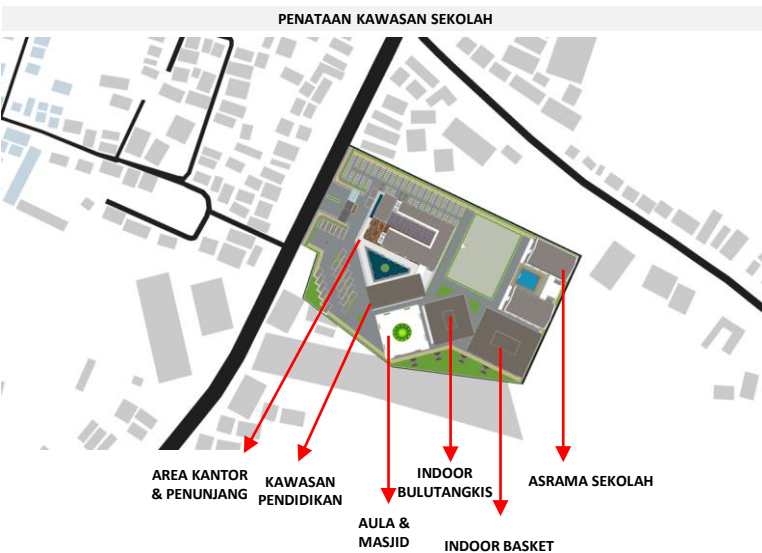 PENATAAN KAWASAN SEKOLAH
AREA KANTOR
& PENUNJANG
KAWASAN
PENDIDIKAN
AULA &
MASJID
INDOOR
BULUTANGKIS
INDOOR BASKET
ASRAMA SEKOLAH